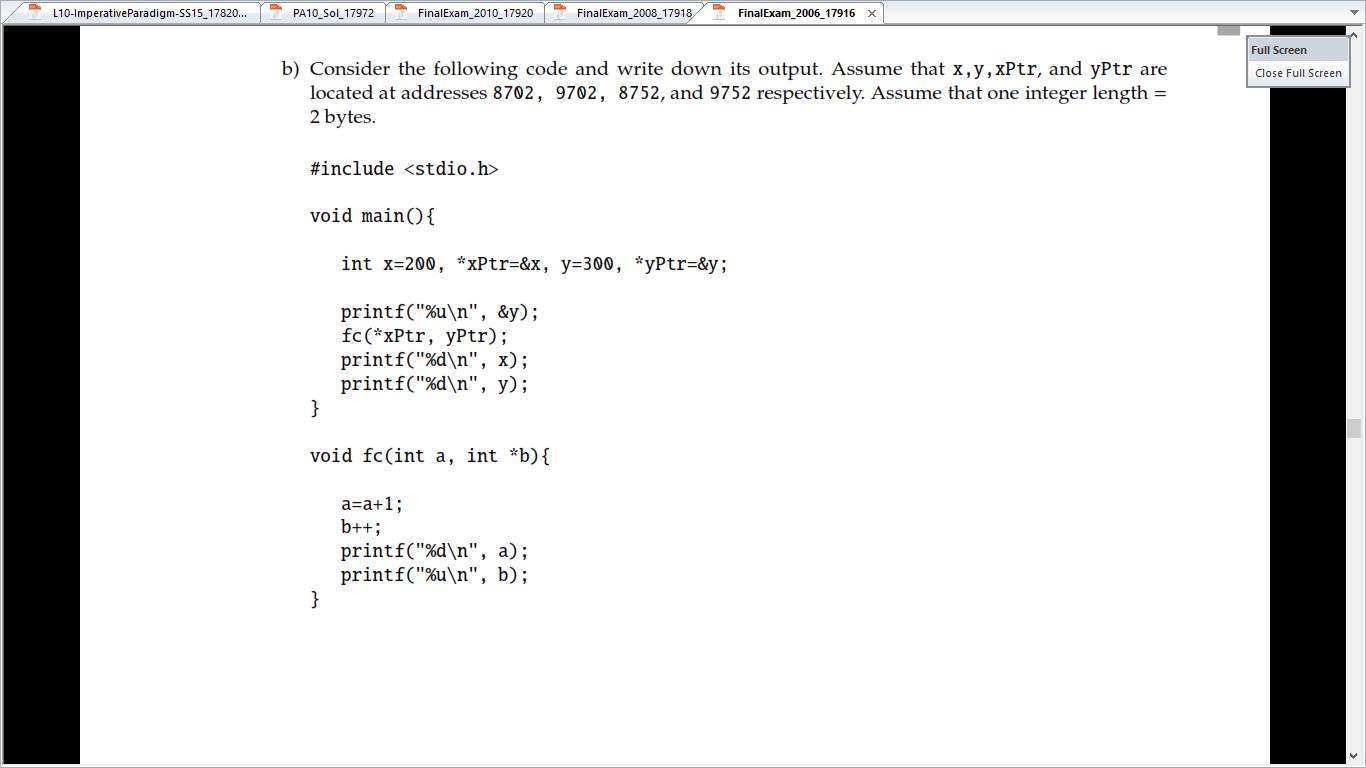 L10-ImperativeParadigm-SS15_17820...
PA10_Sol_17972
FinalExam_2010_17920
FinalExam_2008_17918
FinalExam_2006_17916
Full Screen
Close Full Screen
b) Consider the following code and write down its output. Assume that x,y,xPtr, and yPtr are
located at addresses 8702, 9702, 8752, and 9752 respectively. Assume that one integer length =
2 bytes.
#include <stdio.h>
void main(){
int x=200, *xPtr=&x, y=300, *yPtr=&y;
printf("%u\n", &y);
fc(*xPtr, yPtr);
printf("%d\n", x);
printf("%d\n", y);
}
void fc(int a, int *b){
a=a+1;
b++;
printf("%d\n", a);
printf("%u\n", b);
}